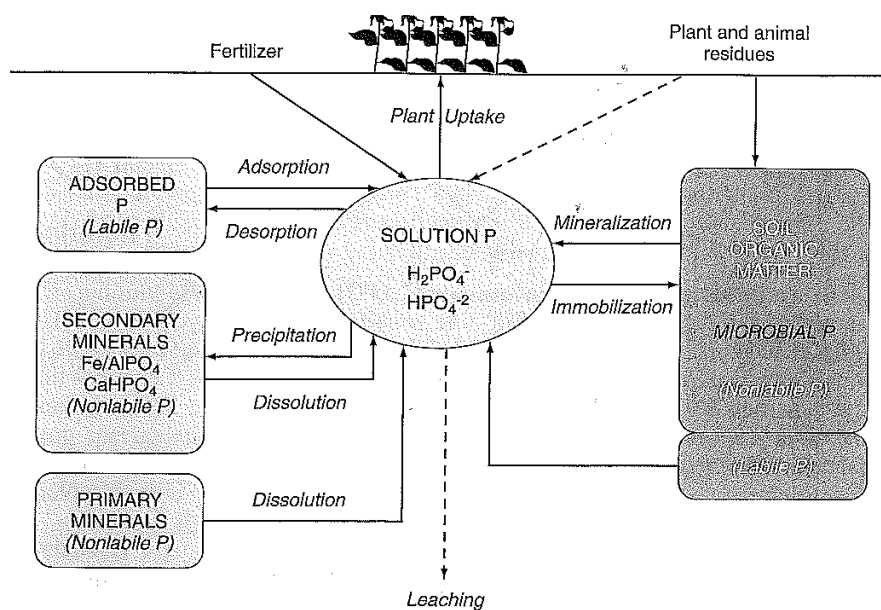 Fertilizer
Plant and animal
residues
Plant Uptake
ADSORBED
P
(Labile P)
Adsorption
Desorption
SOLUTION P
H₂PO₄⁻
HPO₄⁻²
Mineralization
Immobilization
SOIL
ORGANIC
MATTER
MICROBIAL P
(Nonlabile P)
(Labile P)
SECONDARY
MINERALS
Fe/AlPO₄
CaHPO₄
(Nonlabile P)
Precipitation
Dissolution
PRIMARY
MINERALS
(Nonlabile P)
Dissolution
Leaching